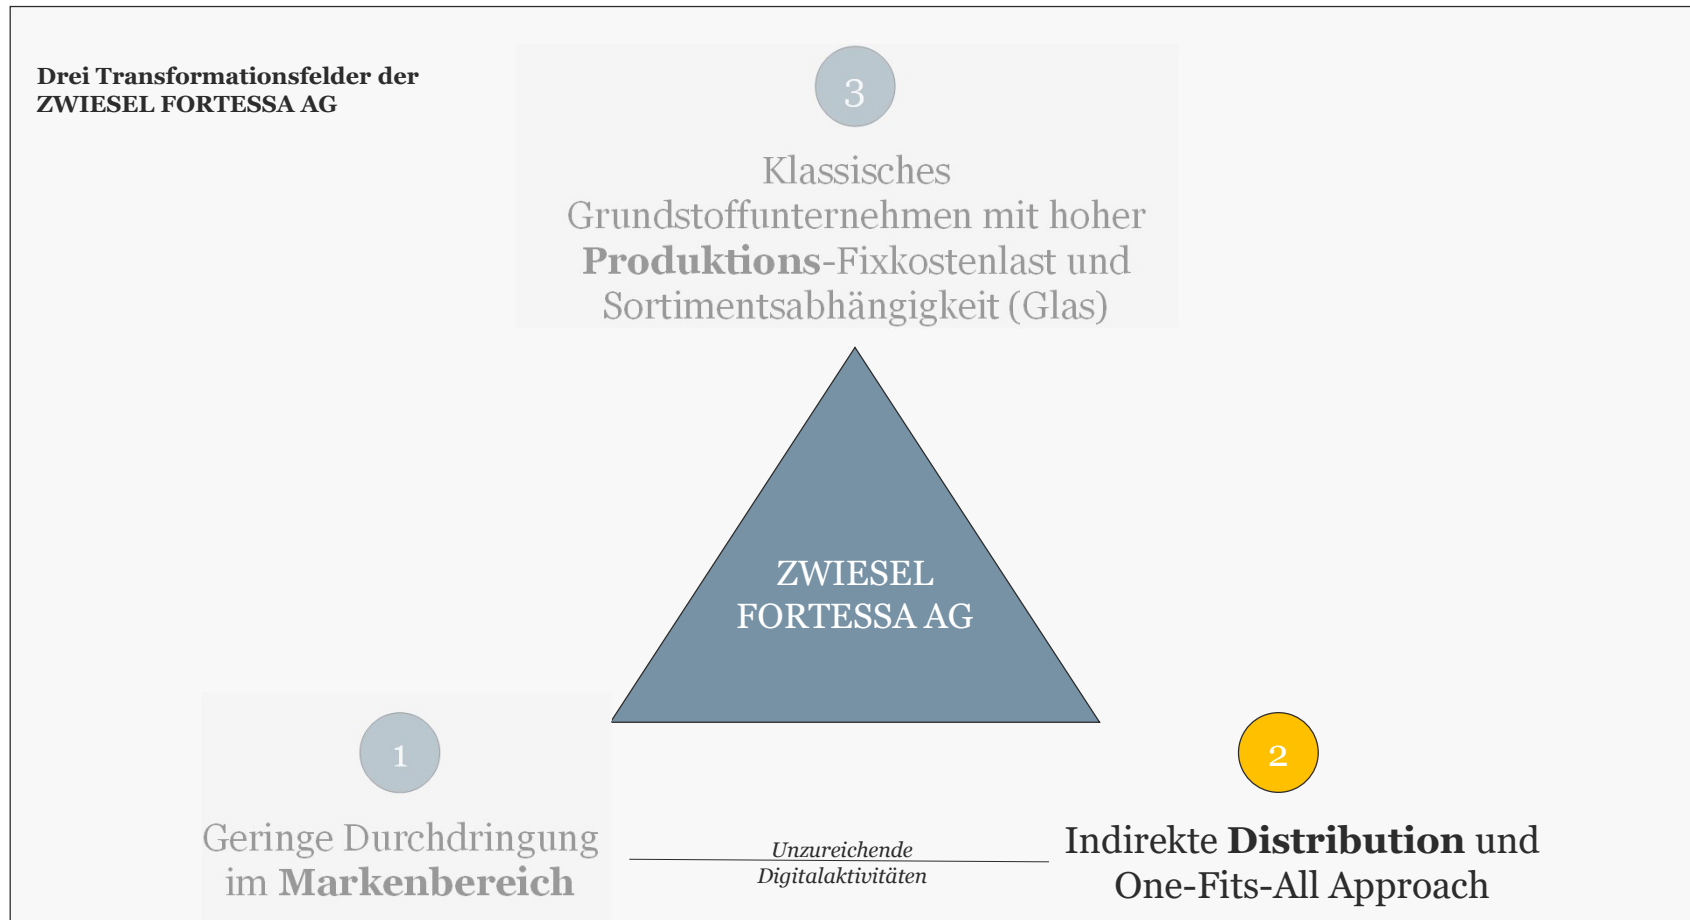 Drei Transformationsfelder der
ZWIESEL FORTESSA AG
3
Klassisches
Grundstoffunternehmen mit hoher
Produktions-Fixkostenlast und
Sortimentsabhängigkeit (Glas)
ZWIESEL
FORTESSA AG
1
Geringe Durchdringung
im Markenbereich
Unzureichende
Digitalaktivitäten
2
Indirekte Distribution und
One-Fits-All Approach